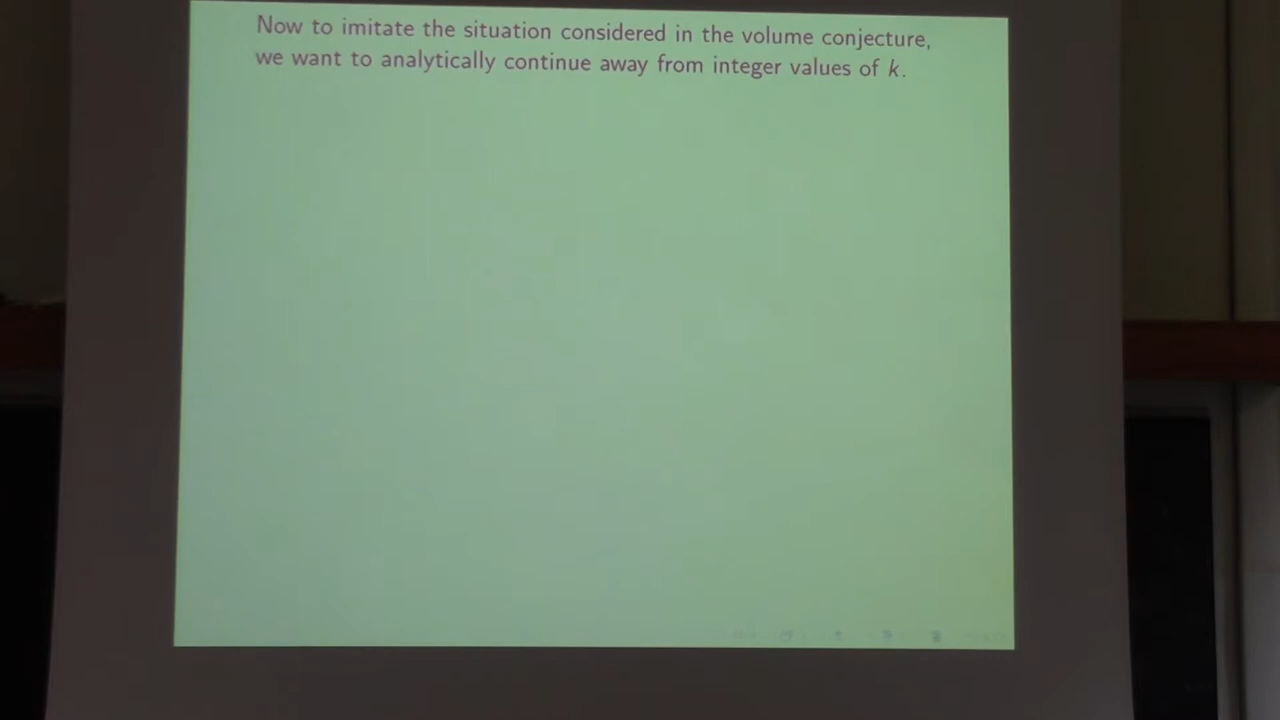 Now to imitate the situation considered in the volume conjecture,
we want to analytically continue away from integer values of k.